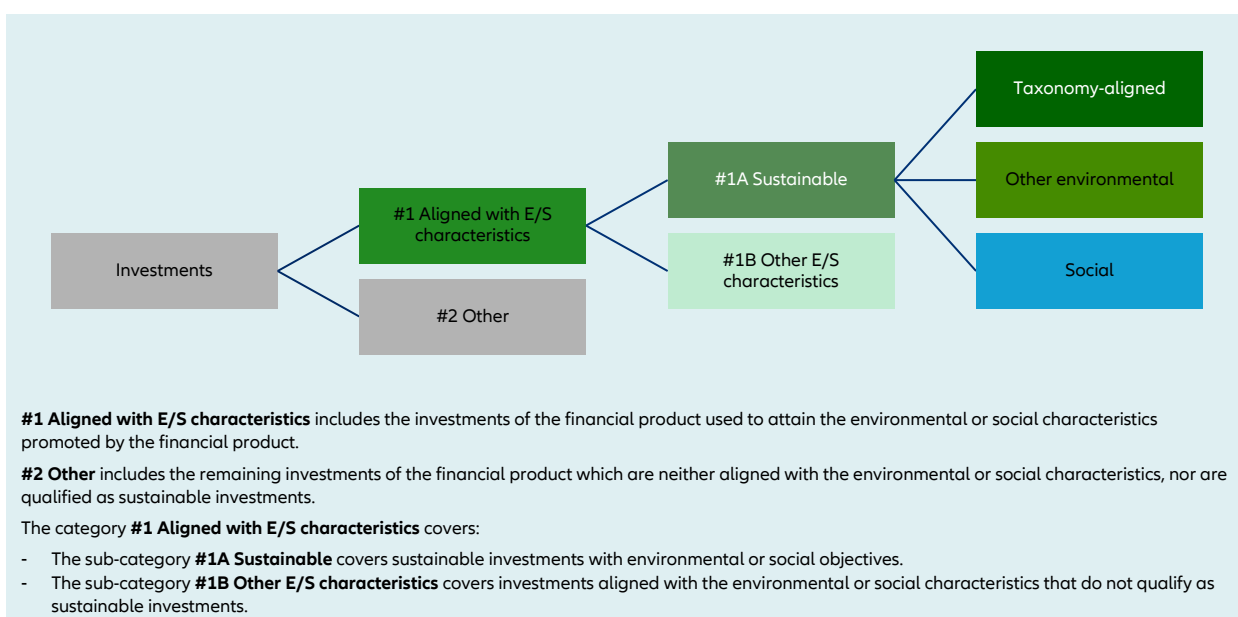 Taxonomy-aligned
#1A Sustainable
Other environmental
#1 Aligned with E/S
characteristics
#1B Other E/S
characteristics
Investments
Social
#2 Other
#1 Aligned with E/S characteristics includes the investments of the financial product used to attain the environmental or social characteristics
promoted by the financial product.
#2 Other includes the remaining investments of the financial product which are neither aligned with the environmental or social characteristics, nor are
qualified as sustainable investments.
The category #1 Aligned with E/S characteristics covers:
- The sub-category #1A Sustainable covers sustainable investments with environmental or social objectives.
- The sub-category #1B Other E/S characteristics covers investments aligned with the environmental or social characteristics that do not qualify as
sustainable investments.